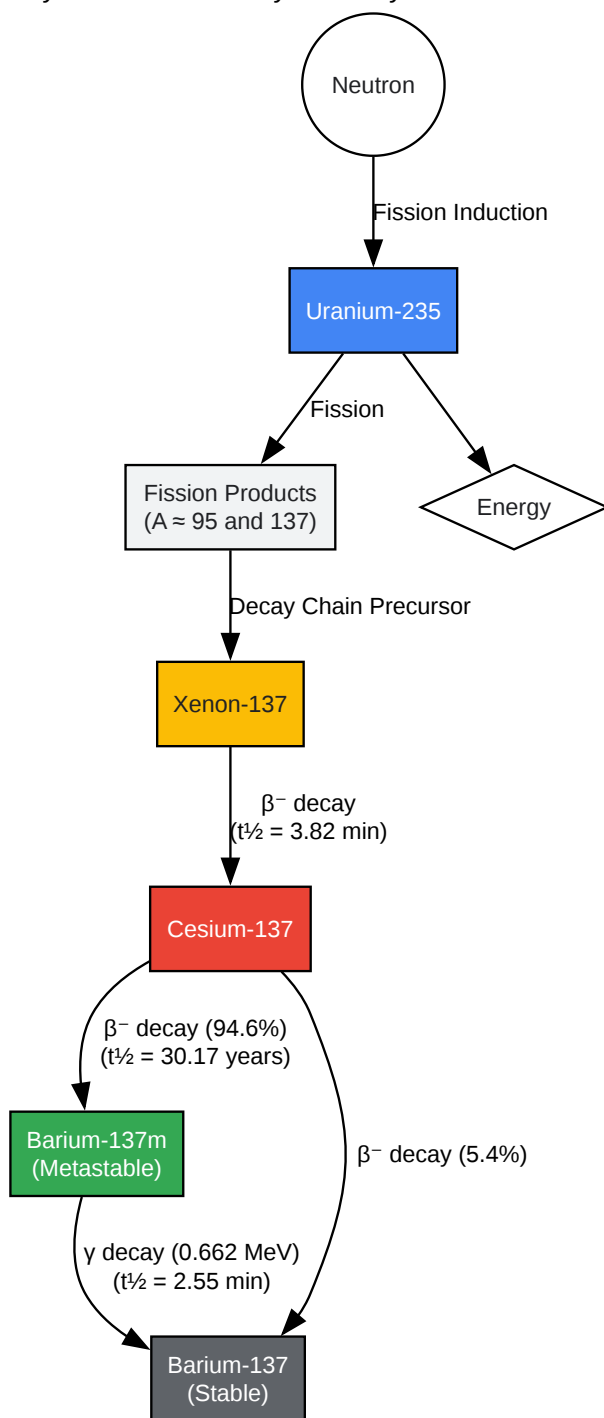 Neutron
Fission Induction
Uranium-235
Fission
Fission Products
(A ≈ 95 and 137)
Energy
Decay Chain Precursor
Xenon-137
β⁻ decay
(t½ = 3.82 min)
Cesium-137
β⁻ decay (94.6%)
(t½ = 30.17 years)
Barium-137m
(Metastable)
β⁻ decay (5.4%)
γ decay (0.662 MeV)
(t½ = 2.55 min)
Barium-137
(Stable)